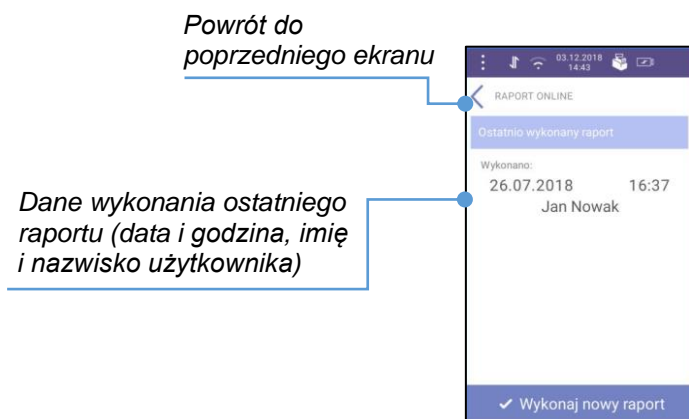 Powrót do
poprzedniego ekranu
03.12.2018
14:43
RAPORT ONLINE
Ostatnio wykonany raport
Wykonano:
26.07.2018 16:37
Jan Nowak
Dane wykonania ostatniego
raportu (data i godzina, imię
i nazwisko użytkownika)
Wykonaj nowy raport